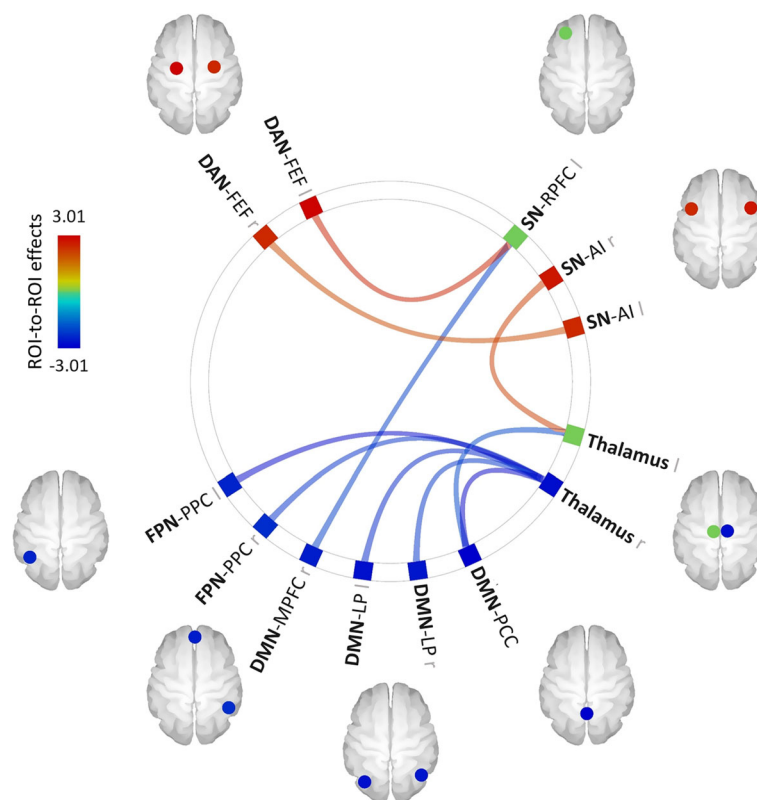 DAN-FEF l
DAN-FEF r
SN-RPFC l
SN-AI r
SN-AI l
ROI-to-ROI effects
3.01
-3.01
Thalamus l
Thalamus r
FPN-PPC l
FPN-PPC r
DMN-MPFC r
DMN-LP l
DMN-LP r
DMN-PCC